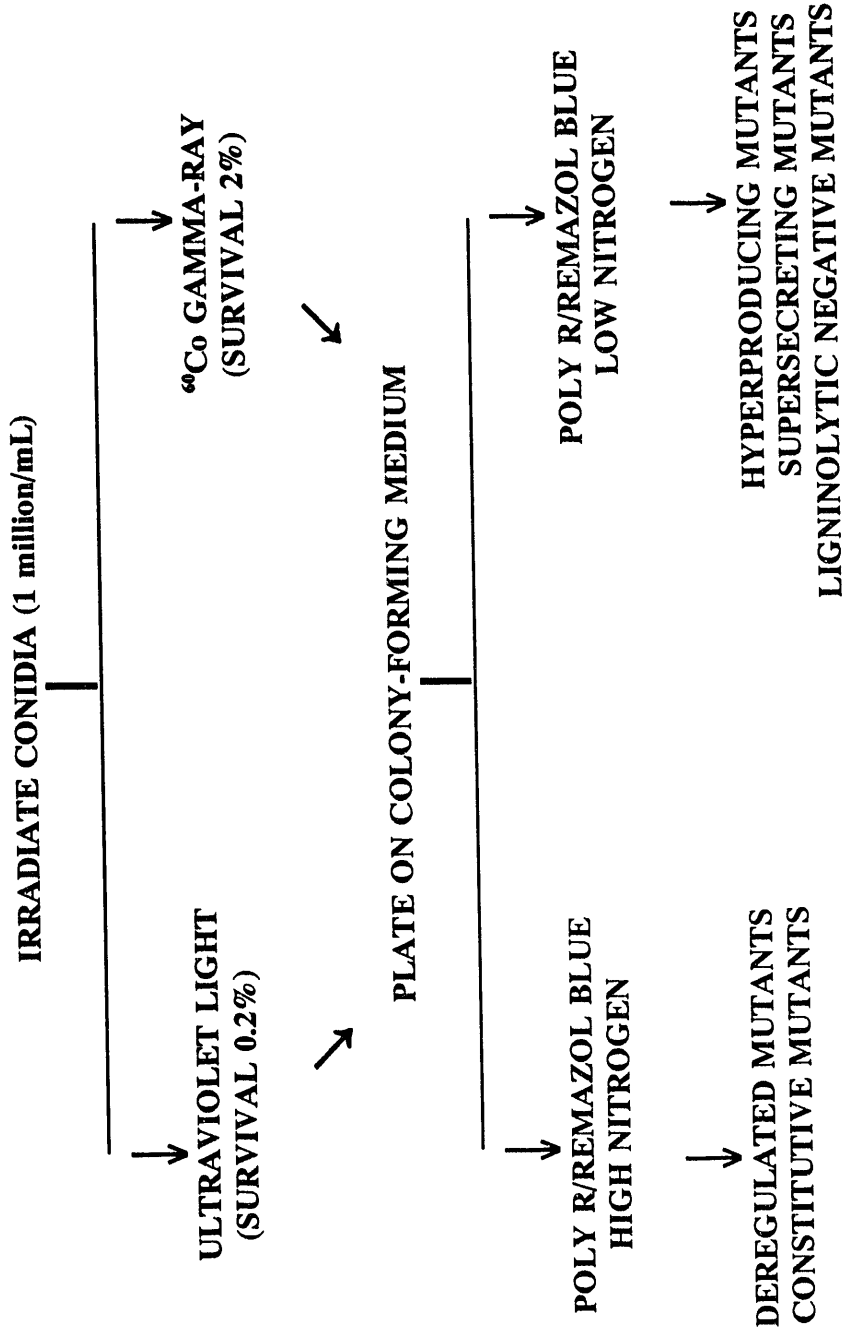 IRRADIATE CONIDIA (1 million/mL)
ULTRAVIOLET LIGHT
(SURVIVAL 0.2%)
⁶⁰Co GAMMA-RAY
(SURVIVAL 2%)
PLATE ON COLONY-FORMING MEDIUM
POLY R/REMAZOL BLUE
HIGH NITROGEN
POLY R/REMAZOL BLUE
LOW NITROGEN
DEREGULATED MUTANTS
CONSTITUTIVE MUTANTS
HYPERPRODUCING MUTANTS
SUPERSECRETING MUTANTS
LIGNINOLYTIC NEGATIVE MUTANTS